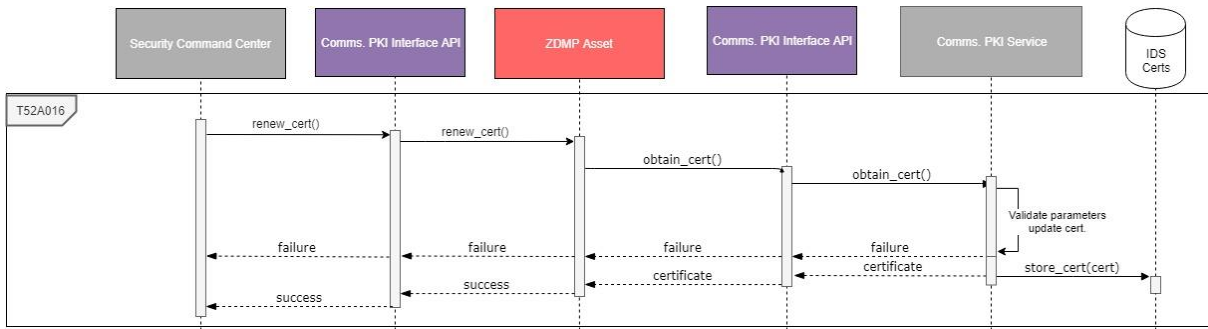 Security Command Center
Comms. PKI Interface API
ZDMP Asset
Comms. PKI Interface API
Comms. PKI Service
IDS
Certs
T52A016
renew_cert()
renew_cert()
obtain_cert()
obtain_cert()
Validate parameters
update cert.
failure
failure
failure
failure
certificate
store_cert(cert)
certificate
success
success